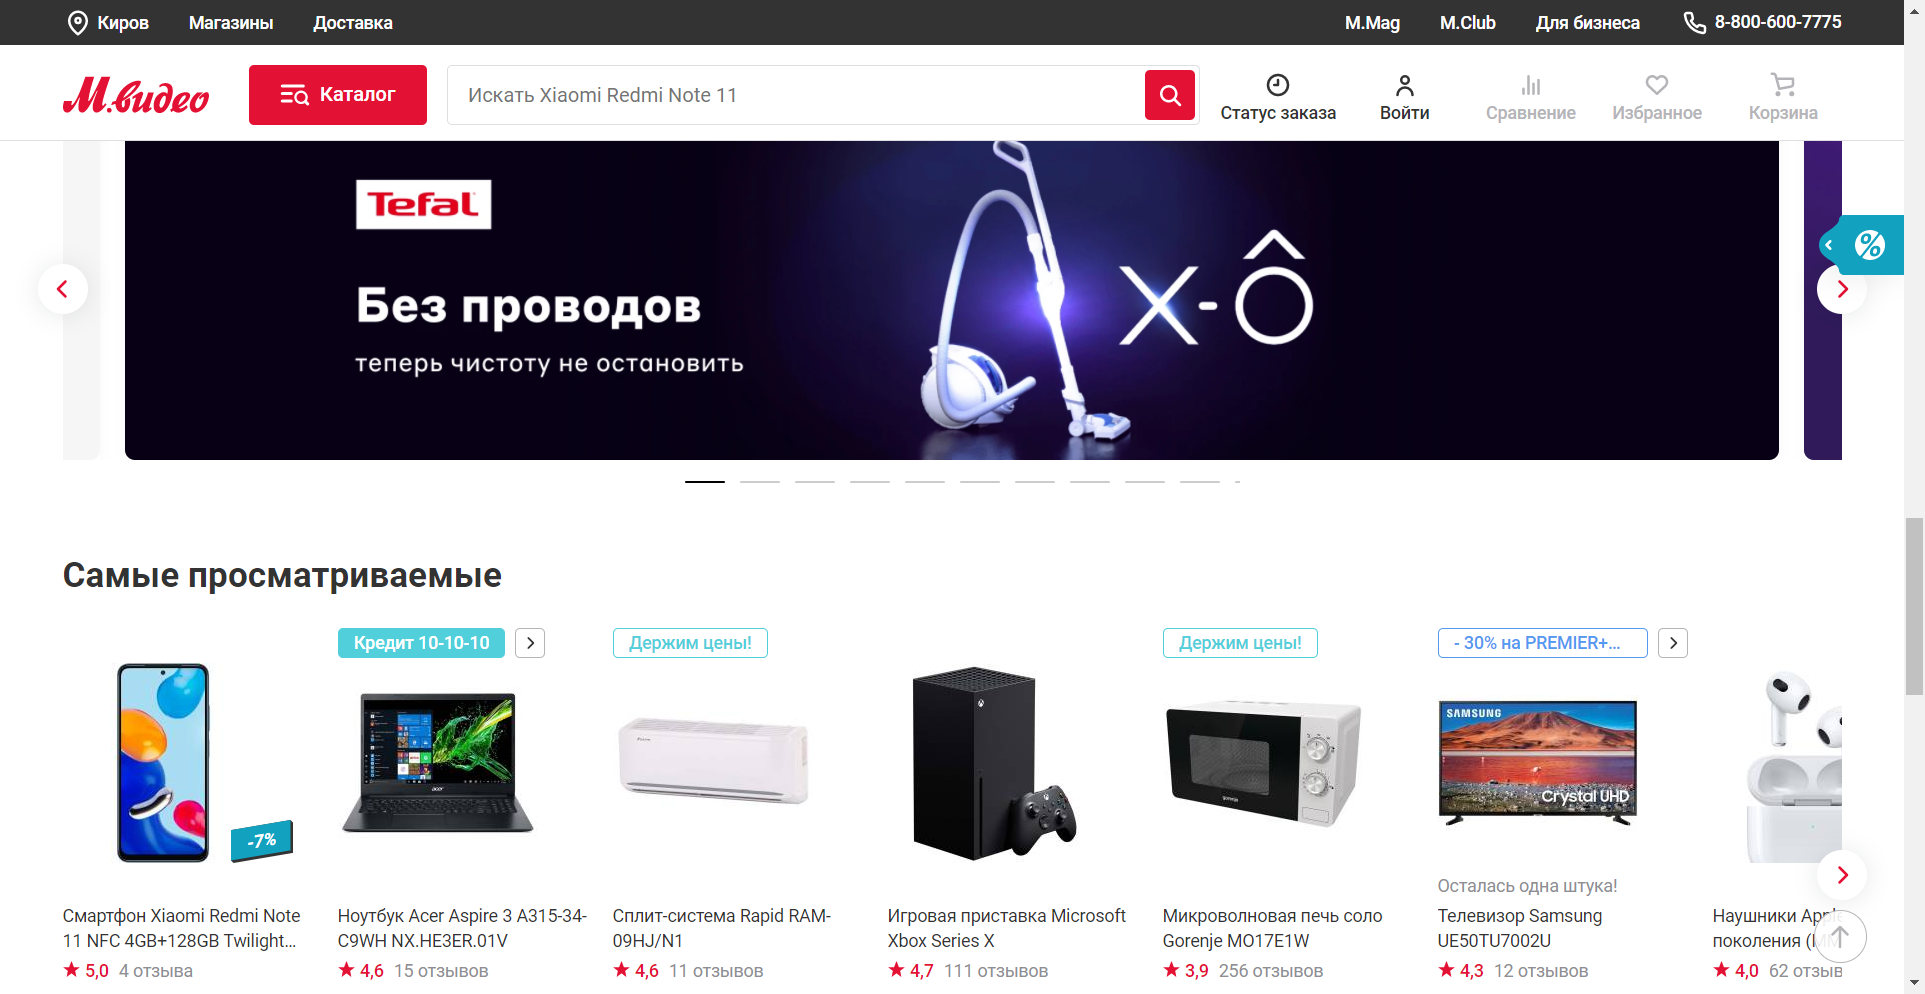 Киров
Магазины
Доставка
M.Mag
M.Club
Для бизнеса
8-800-600-7775
М.видео
Каталог
Искать Xiaomi Redmi Note 11
Статус заказа
Войти
Сравнение
Избранное
Корзина
Tefal
Без проводов
теперь чистоту не остановить
X-Ô
%
Самые просматриваемые
Кредит 10-10-10
Держим цены!
Держим цены!
- 30% на PREMIER+...
-7%
acer
gorenje
SAMSUNG
Crystal UHD
Осталась одна штука!
Смартфон Xiaomi Redmi Note
11 NFC 4GB+128GB Twilight...
5,0 4 отзыва
Ноутбук Acer Aspire 3 A315-34-
C9WH NX.HE3ER.01V
4,6 15 отзывов
Сплит-система Rapid RAM-
09HJ/N1
4,6 11 отзывов
Игровая приставка Microsoft
Xbox Series X
4,7 111 отзывов
Микроволновая печь соло
Gorenje MO17E1W
3,9 256 отзывов
Телевизор Samsung
UE50TU7002U
4,3 12 отзывов
Наушники Apple
поколения (MM
4,0 62 отзыв